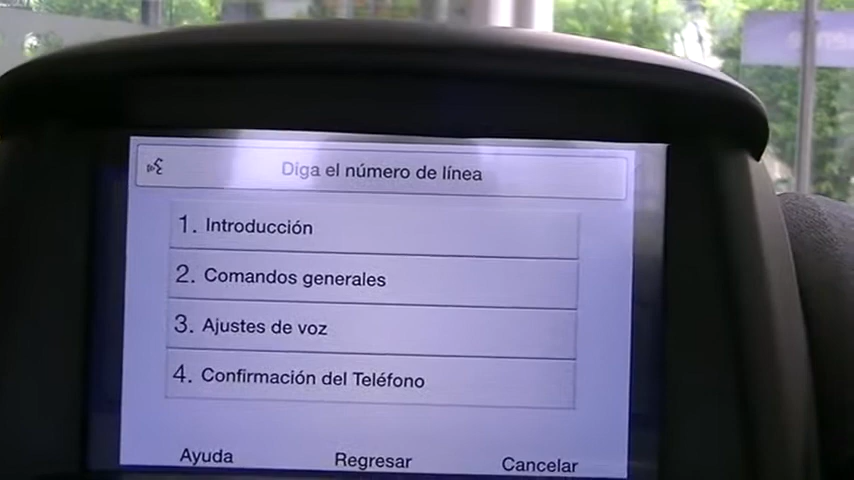 Diga el número de línea
1. Introducción
2. Comandos generales
3. Ajustes de voz
4. Confirmación del Teléfono
Ayuda Regresar Cancelar